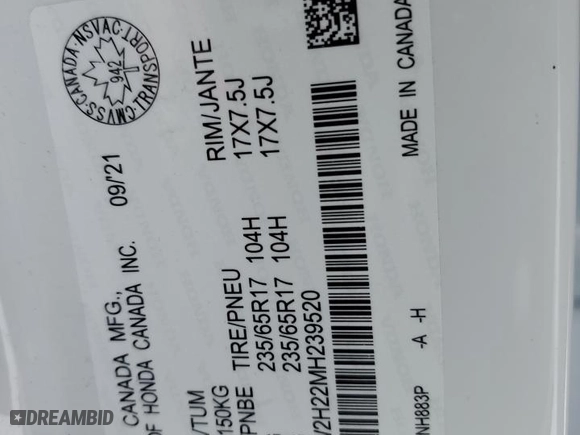 CANADA MFG.,
OF HONDA CANADA INC. 09/'21
CMVSS·CANADA·NSVAC
942
C·TRANSPORT·
/TUM
150KG
PNBE TIRE/PNEU RIM/JANTE
235/65R17 104H 17X7.5J
235/65R17 104H 17X7.5J
2H22MH239520
NH883P -A -H MADE IN CANADA
DREAMBID